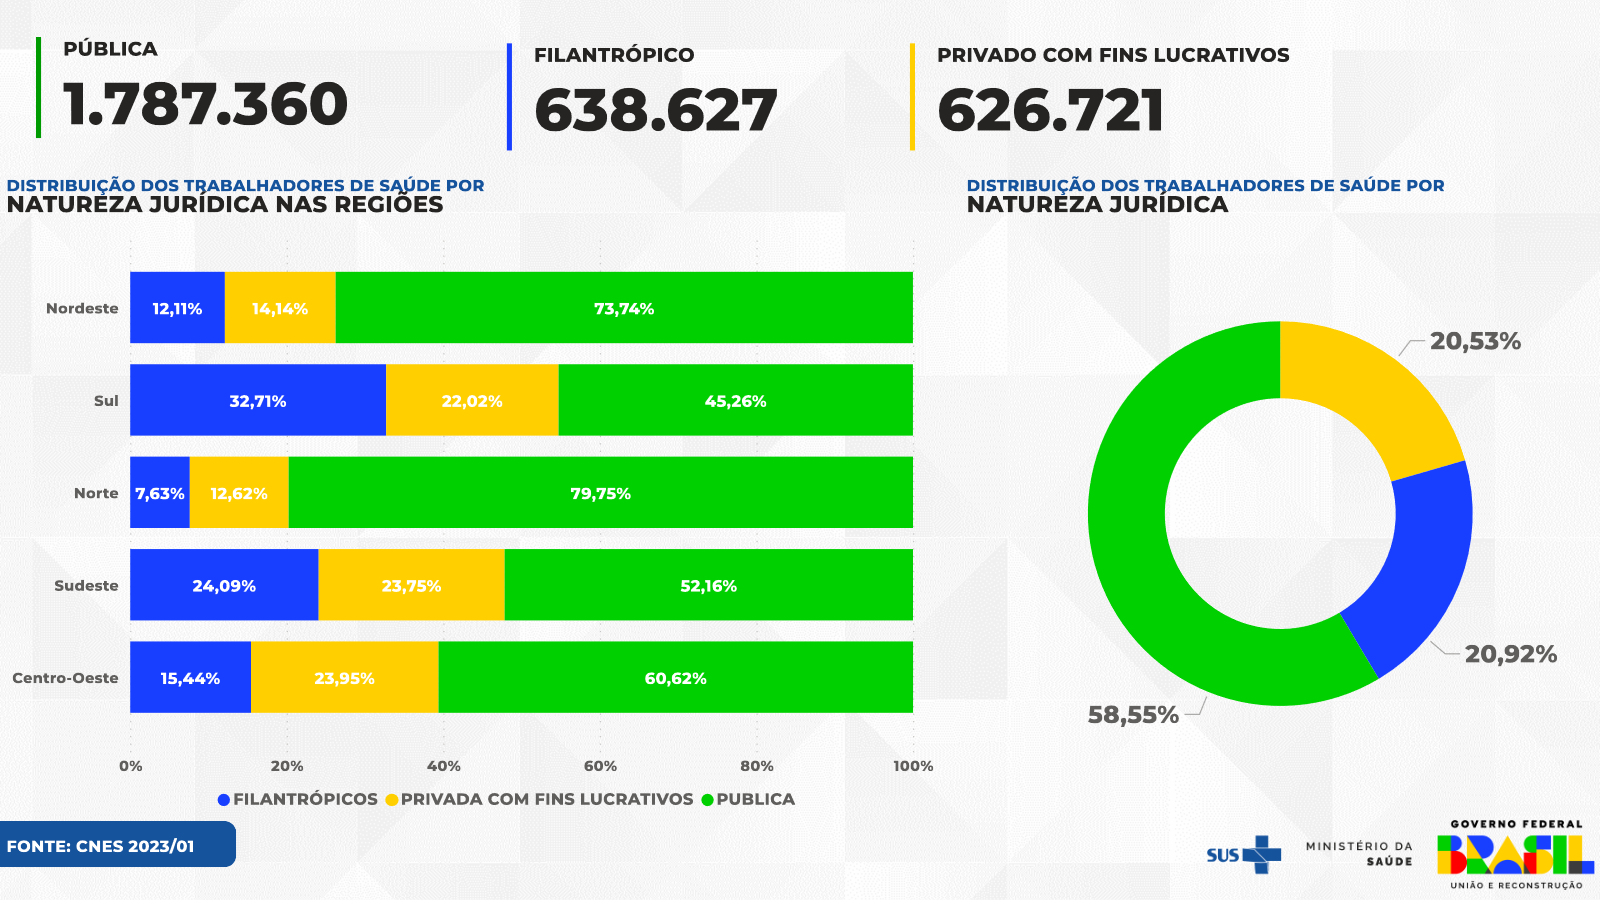 PÚBLICA
1.787.360
FILANTRÓPICO
638.627
PRIVADO COM FINS LUCRATIVOS
626.721
DISTRIBUIÇÃO DOS TRABALHADORES DE SAÚDE POR
NATUREZA JURÍDICA NAS REGIÕES
Nordeste
12,11%
14,14%
73,74%
Sul
32,71%
22,02%
45,26%
Norte
7,63%
12,62%
79,75%
Sudeste
24,09%
23,75%
52,16%
Centro-Oeste
15,44%
23,95%
60,62%
0%
20%
40%
60%
80%
100%
FILANTRÓPICOS
PRIVADA COM FINS LUCRATIVOS
PUBLICA
DISTRIBUIÇÃO DOS TRABALHADORES DE SAÚDE POR
NATUREZA JURÍDICA
20,53%
20,92%
58,55%
FONTE: CNES 2023/01
SUS
MINISTÉRIO DA
SAÚDE
GOVERNO FEDERAL
BRASIL
UNIÃO E RECONSTRUÇÃO